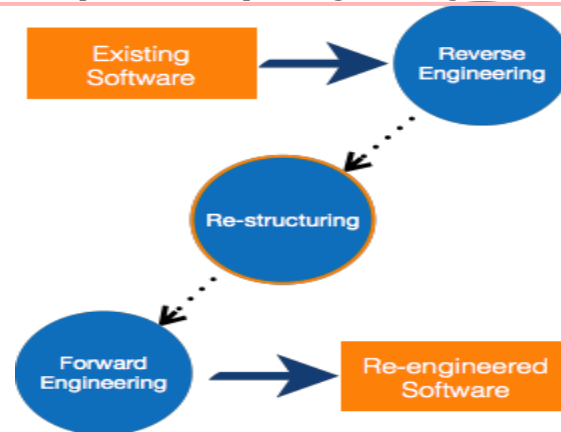 Existing
Software
Reverse
Engineering
Re-structuring
Forward
Engineering
Re-engineered
Software